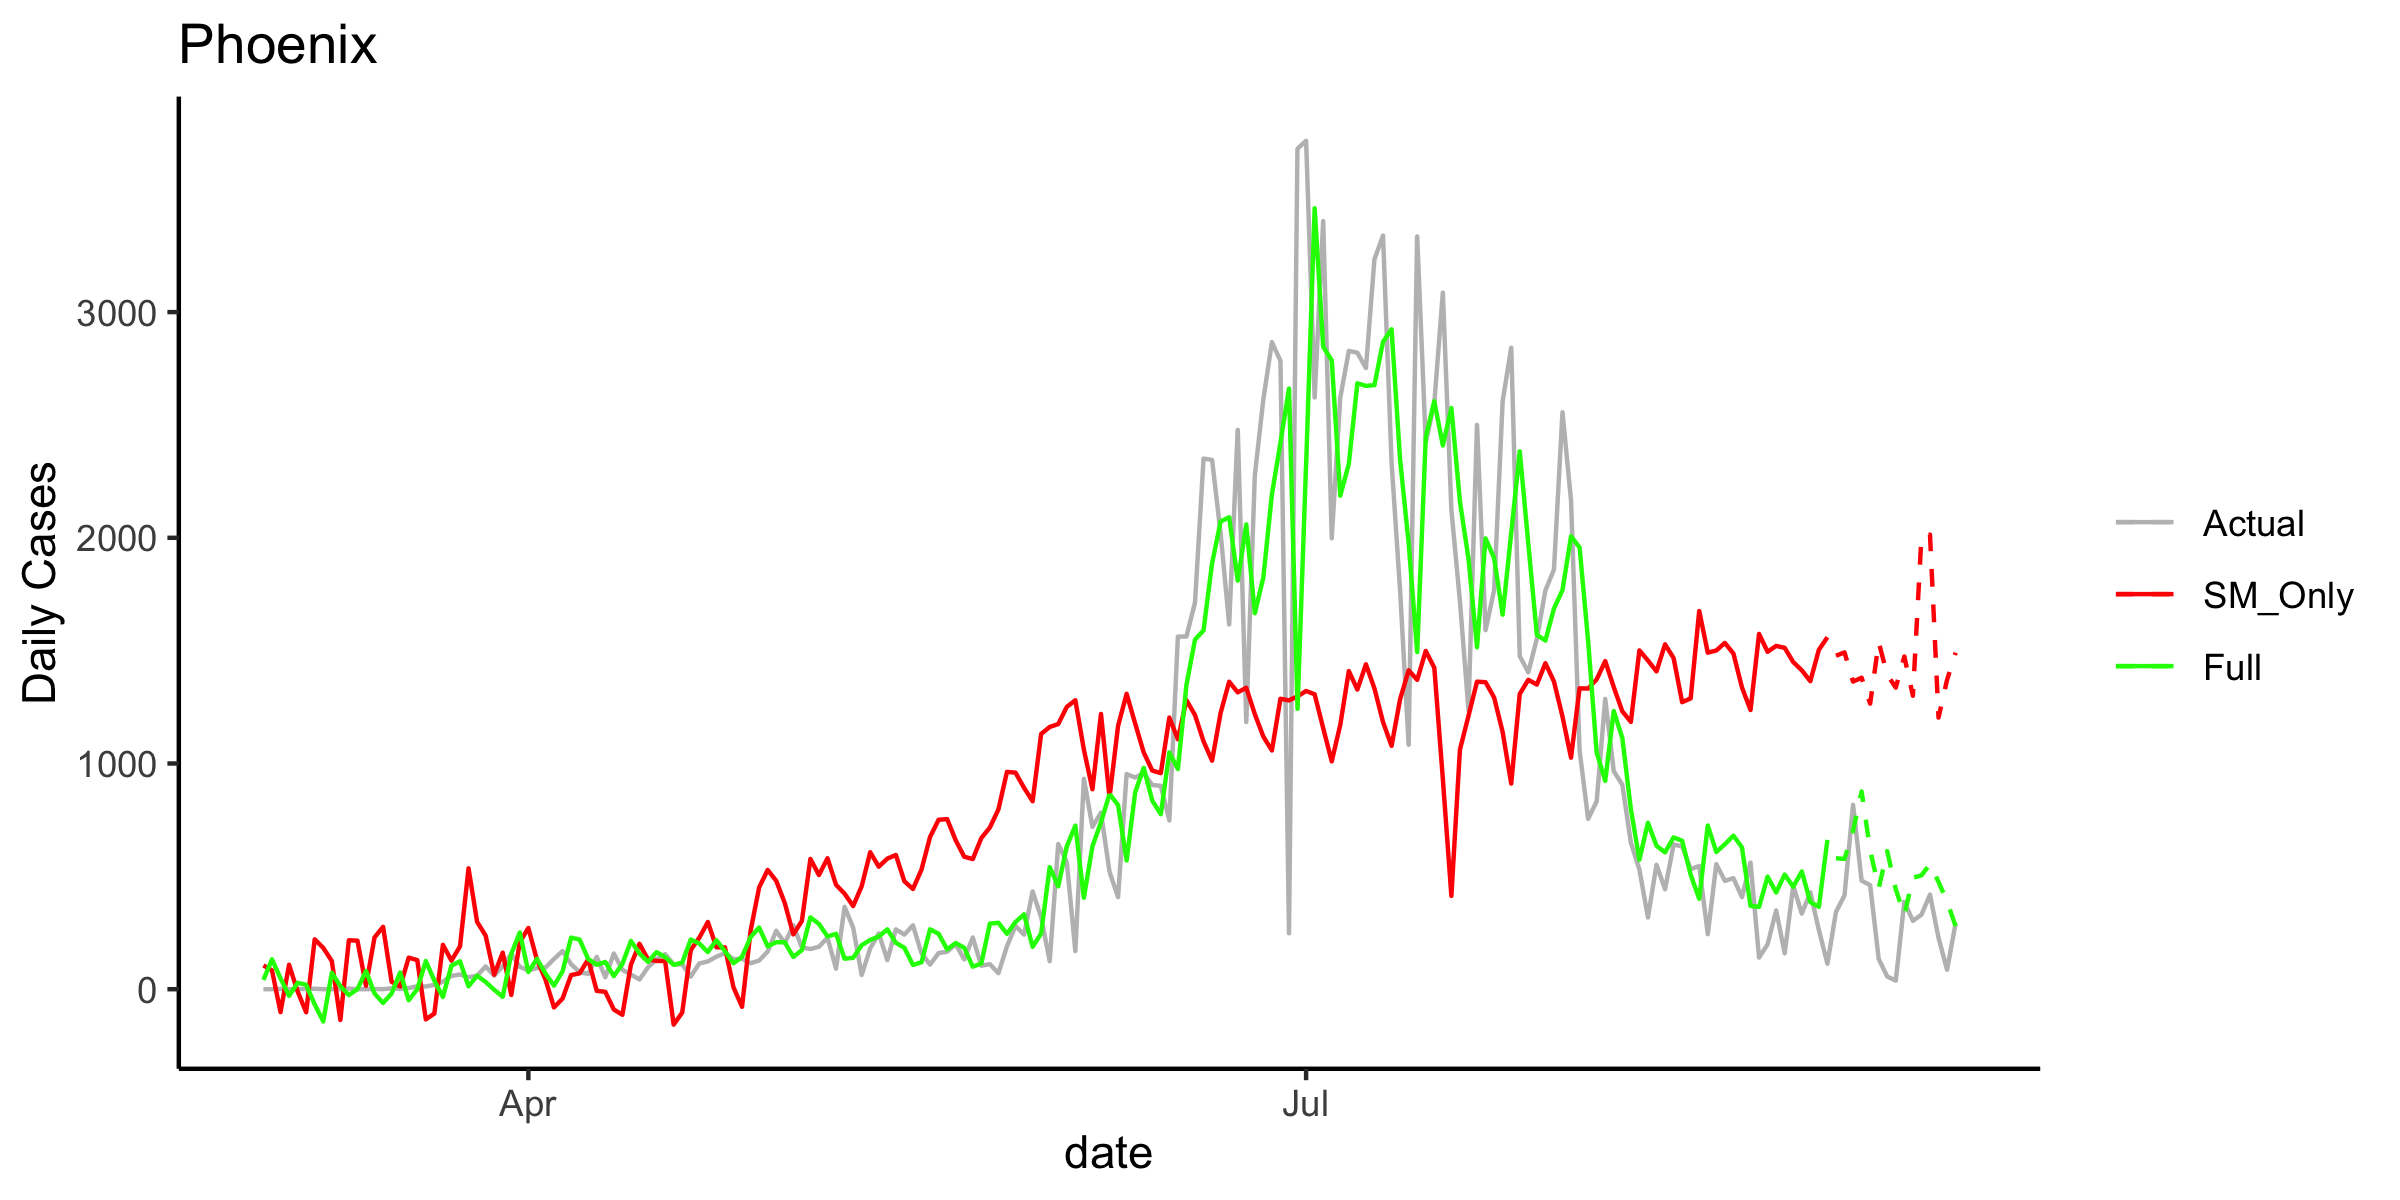 Phoenix
Daily Cases
3000
2000
1000
0
Apr
Jul
date
Actual
SM_Only
Full